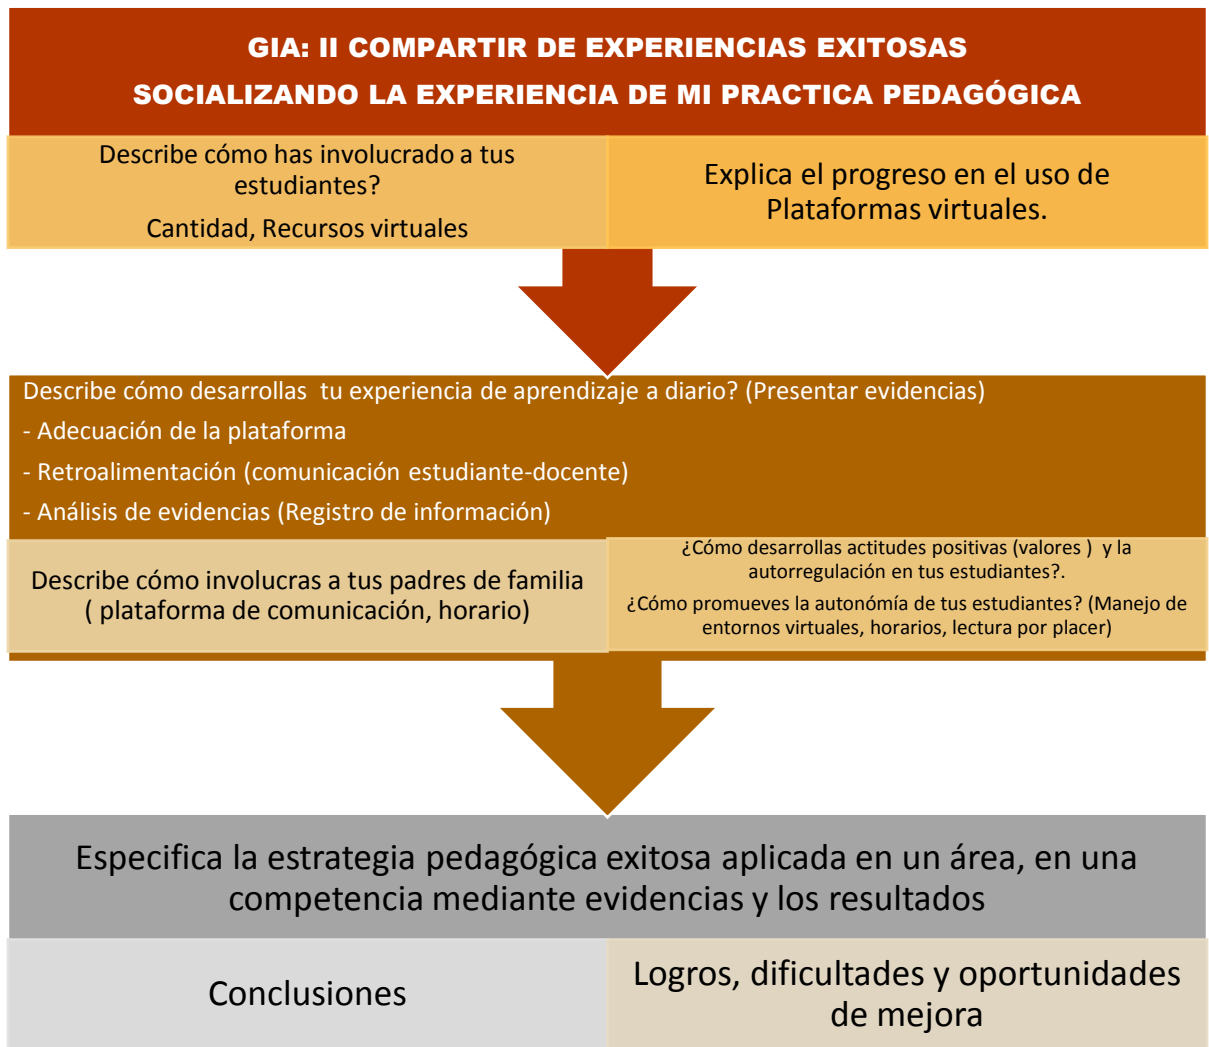 GIA: II COMPARTIR DE EXPERIENCIAS EXITOSAS
SOCIALIZANDO LA EXPERIENCIA DE MI PRACTICA PEDAGÓGICA
Describe cómo has involucrado a tus
estudiantes?
Cantidad, Recursos virtuales
Explica el progreso en el uso de
Plataformas virtuales.
Describe cómo desarrollas tu experiencia de aprendizaje a diario? (Presentar evidencias)
- Adecuación de la plataforma
- Retroalimentación (comunicación estudiante-docente)
- Análisis de evidencias (Registro de información)
Describe cómo involucras a tus padres de familia
( plataforma de comunicación, horario)
¿Cómo desarrollas actitudes positivas (valores ) y la
autorregulación en tus estudiantes?.
¿Cómo promueves la autonómía de tus estudiantes? (Manejo de
entornos virtuales, horarios, lectura por placer)
Especifica la estrategia pedagógica exitosa aplicada en un área, en una
competencia mediante evidencias y los resultados
Conclusiones
Logros, dificultades y oportunidades
de mejora